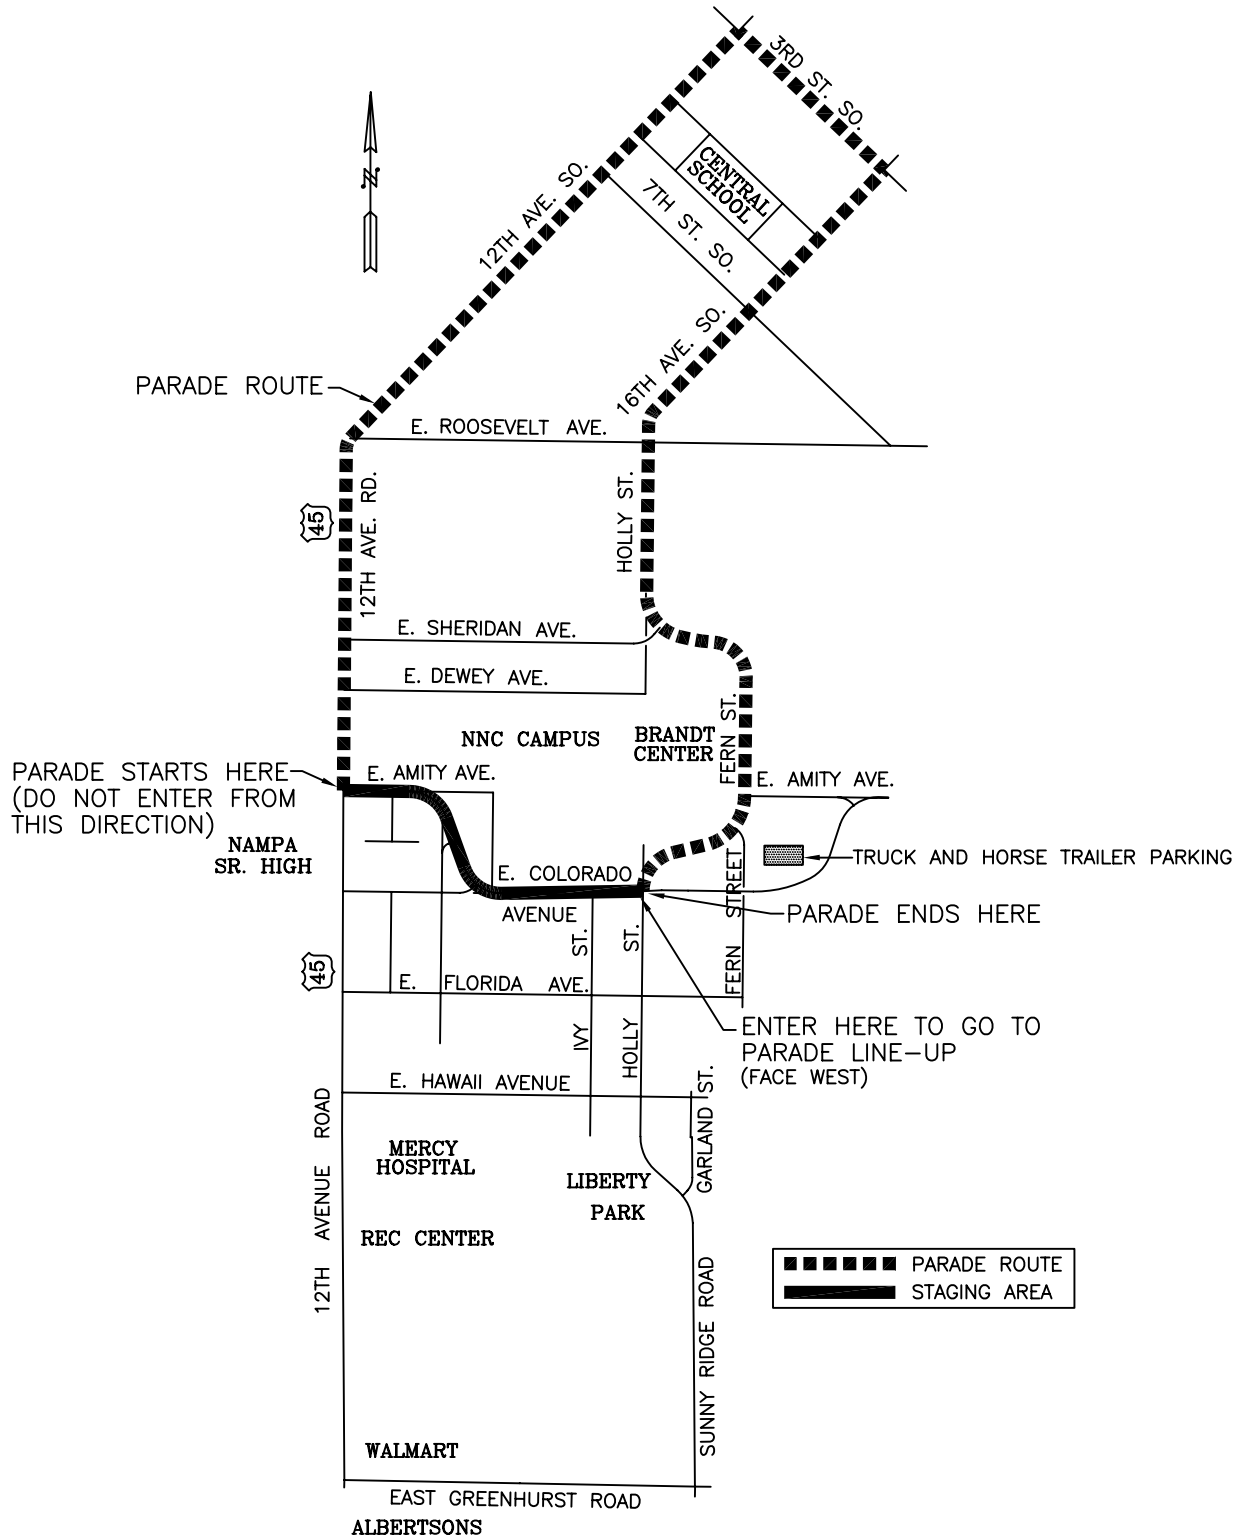 3RD ST. SO.
N
CENTRAL
SCHOOL
7TH ST. SO.
12TH AVE. SO.
16TH AVE. SO.
PARADE ROUTE
E. ROOSEVELT AVE.
45
12TH AVE. RD.
HOLLY ST.
E. SHERIDAN AVE.
E. DEWEY AVE.
NNC CAMPUS
BRANDT
CENTER
FERN ST.
PARADE STARTS HERE
(DO NOT ENTER FROM
THIS DIRECTION)
E. AMITY AVE.
E. AMITY AVE.
NAMPA
SR. HIGH
TRUCK AND HORSE TRAILER PARKING
E. COLORADO
AVENUE
PARADE ENDS HERE
FERN STREET
45
E. FLORIDA AVE.
IVY ST.
HOLLY ST.
ENTER HERE TO GO TO
PARADE LINE-UP
(FACE WEST)
E. HAWAII AVENUE
GARLAND ST.
12TH AVENUE ROAD
MERCY
HOSPITAL
LIBERTY
PARK
REC CENTER
PARADE ROUTE
STAGING AREA
SUNNY RIDGE ROAD
WALMART
EAST GREENHURST ROAD
ALBERTSONS